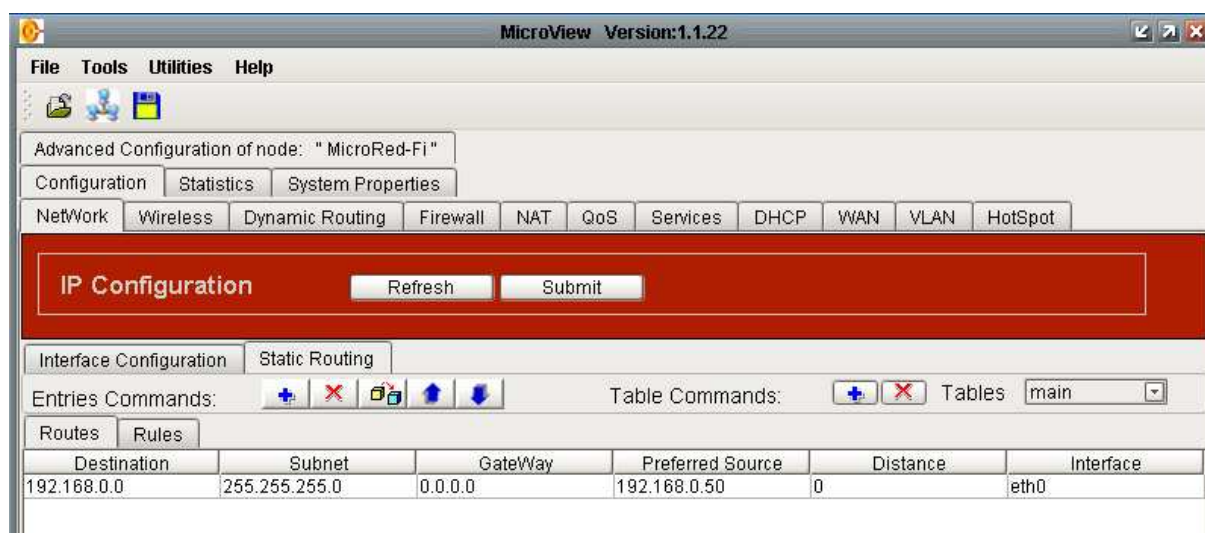 MicroView Version:1.1.22
File Tools Utilities Help
Advanced Configuration of node: "MicroRed-Fi"
Configuration Statistics System Properties
NetWork Wireless Dynamic Routing Firewall NAT QoS Services DHCP WAN VLAN HotSpot
IP Configuration Refresh Submit
Interface Configuration Static Routing
Entries Commands: Table Commands: Tables main
Routes Rules
Destination Subnet GateWay Preferred Source Distance Interface
192.168.0.0 255.255.255.0 0.0.0.0 192.168.0.50 0 eth0